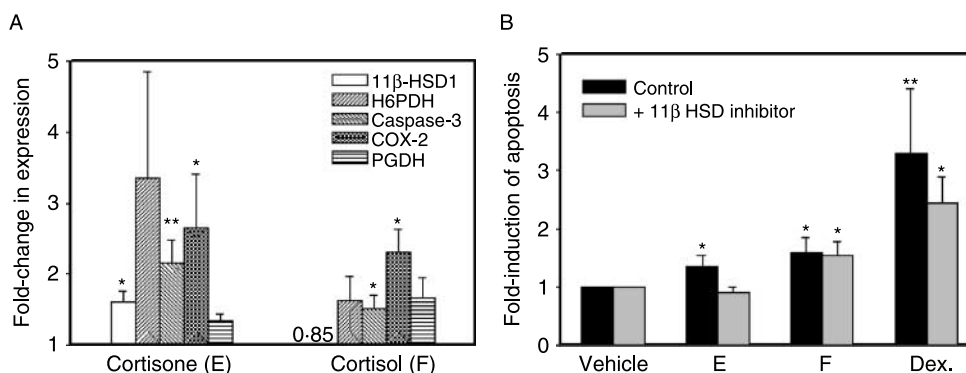 A
Fold-change in expression
5
4
3
2
1
11β-HSD1
H6PDH
Caspase-3
COX-2
PGDH
*
**
*
*
*
0·85
Cortisone (E)
Cortisol (F)
B
Fold-induction of apoptosis
5
4
3
2
1
0
Control
+ 11β HSD inhibitor
*
*
*
**
*
Vehicle
E
F
Dex.